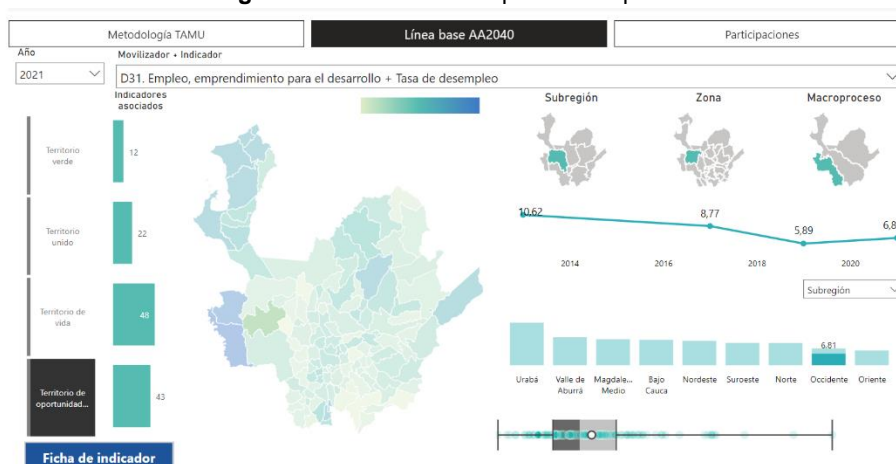 Metodología TAMU
Línea base AA2040
Participaciones
Año
2021
Movilizador + Indicador
D31. Empleo, emprendimiento para el desarrollo + Tasa de desempleo
Indicadores
asociados
Territorio
verde
12
Territorio
unido
22
Territorio de
vida
48
Territorio de
oportunidad...
43
Ficha de indicador
Subregión
Zona
Macroproceso
10,62
8,77
5,89
6,8
2014
2016
2018
2020
Subregión
6,81
Urabá
Valle de
Aburrá
Magdale...
Medio
Bajo
Cauca
Nordeste
Suroeste
Norte
Occidente
Oriente